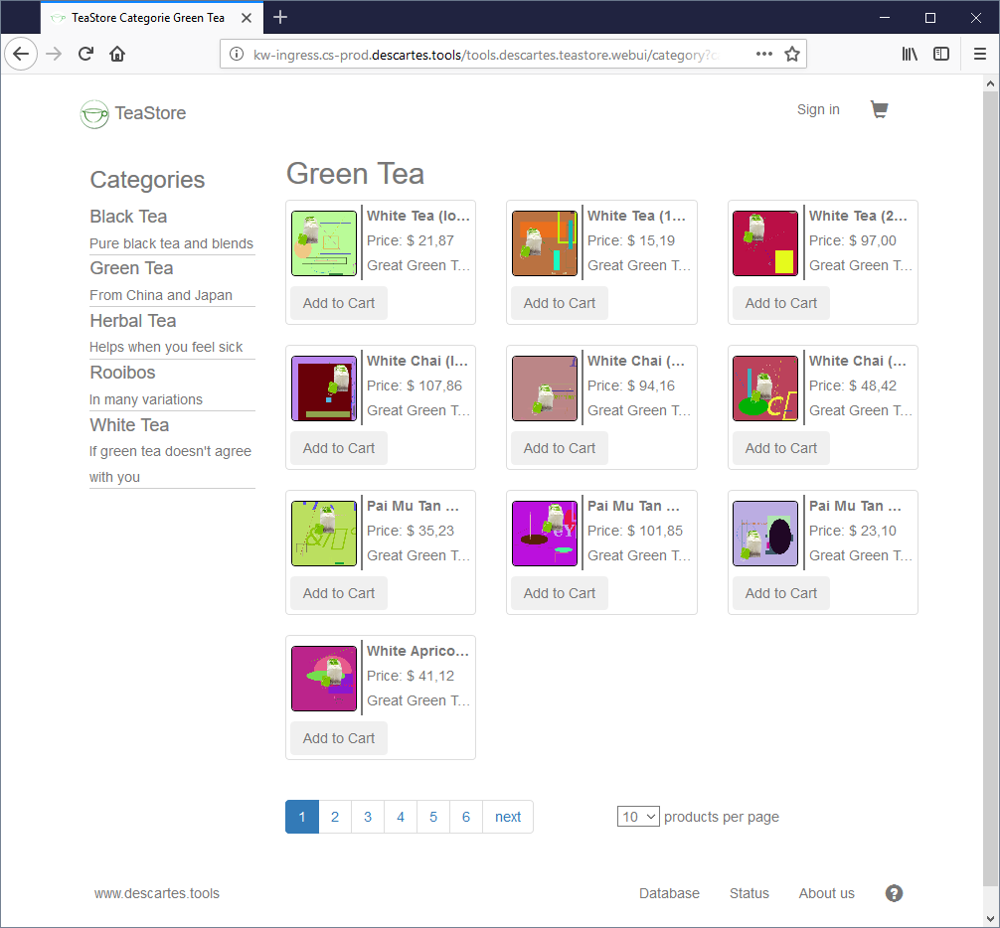 TeaStore Categorie Green Tea
kw-ingress.cs-prod.descartes.tools/tools.descartes.teastore.webui/category?c
TeaStore
Sign in
Categories
Black Tea
Pure black tea and blends
Green Tea
From China and Japan
Herbal Tea
Helps when you feel sick
Rooibos
In many variations
White Tea
If green tea doesn't agree
with you
Green Tea
White Tea (lo...
Price: $ 21,87
Great Green T...
Add to Cart
White Tea (1...
Price: $ 15,19
Great Green T...
Add to Cart
White Tea (2...
Price: $ 97,00
Great Green T...
Add to Cart
White Chai (l...
Price: $ 107,86
Great Green T...
Add to Cart
White Chai (...
Price: $ 94,16
Great Green T...
Add to Cart
White Chai (...
Price: $ 48,42
Great Green T...
Add to Cart
Pai Mu Tan ...
Price: $ 35,23
Great Green T...
Add to Cart
Pai Mu Tan ...
Price: $ 101,85
Great Green T...
Add to Cart
Pai Mu Tan ...
Price: $ 23,10
Great Green T...
Add to Cart
White Aprico...
Price: $ 41,12
Great Green T...
Add to Cart
1 2 3 4 5 6 next
10 products per page
www.descartes.tools
Database Status About us ?